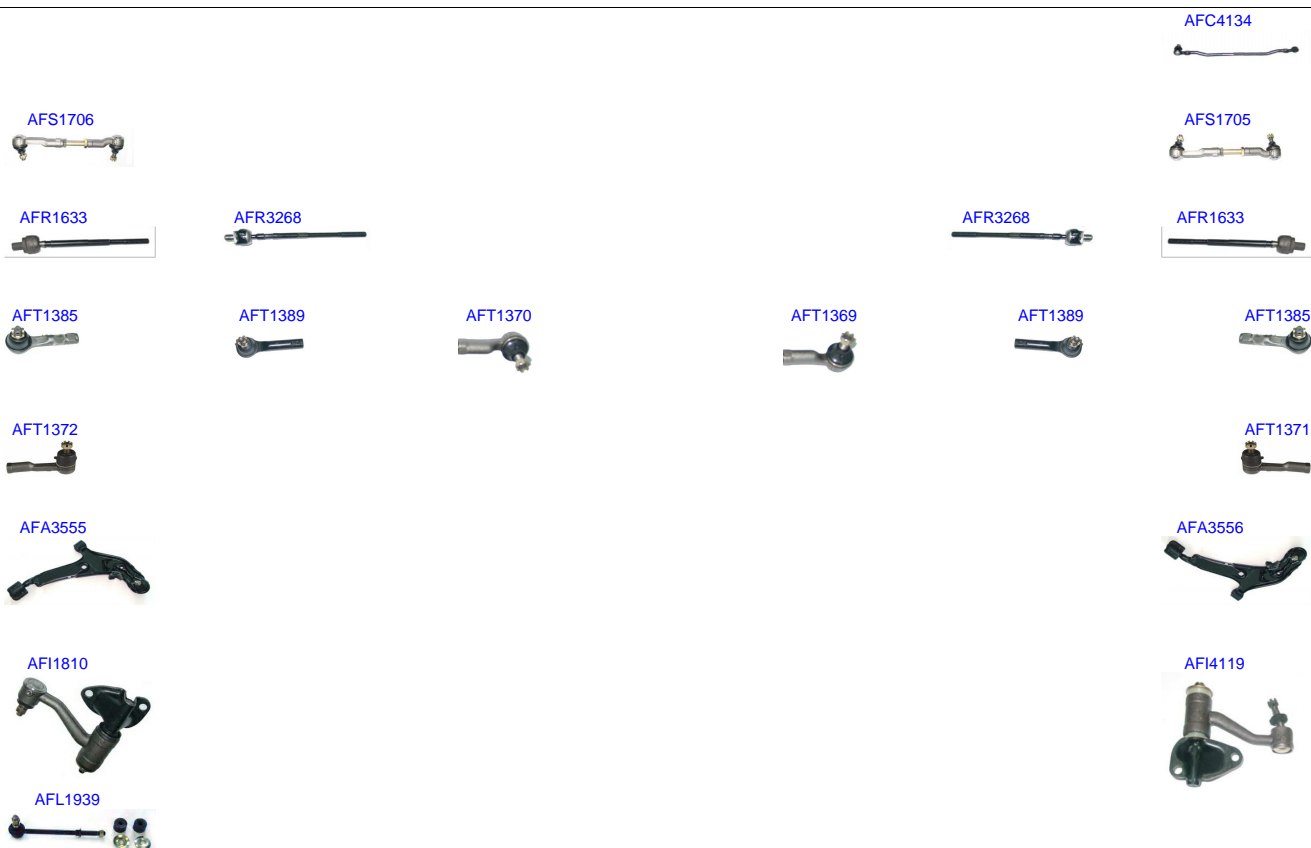 AFC4134
AFS1706 AFS1705
AFR1633 AFR3268 AFR3268 AFR1633
AFT1385 AFT1389 AFT1370 AFT1369 AFT1389 AFT1385
AFT1372 AFT1371
AFA3555 AFA3556
AFI1810 AFI4119
AFL1939